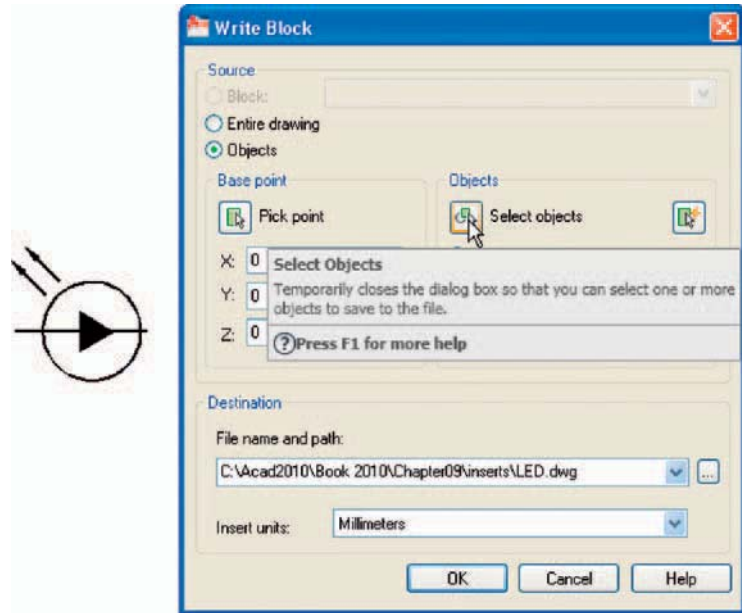 Write Block
Source
Block:
Entire drawing
Objects
Base point
Objects
Pick point
Select objects
X: 0
Y: 0
Z: 0
Select Objects
Temporarily closes the dialog box so that you can select one or more
objects to save to the file.
?Press F1 for more help
Destination
File name and path:
C:\Acad2010\Book 2010\Chapter09\inserts\LED.dwg
...
Insert units: Millimeters
OK Cancel Help